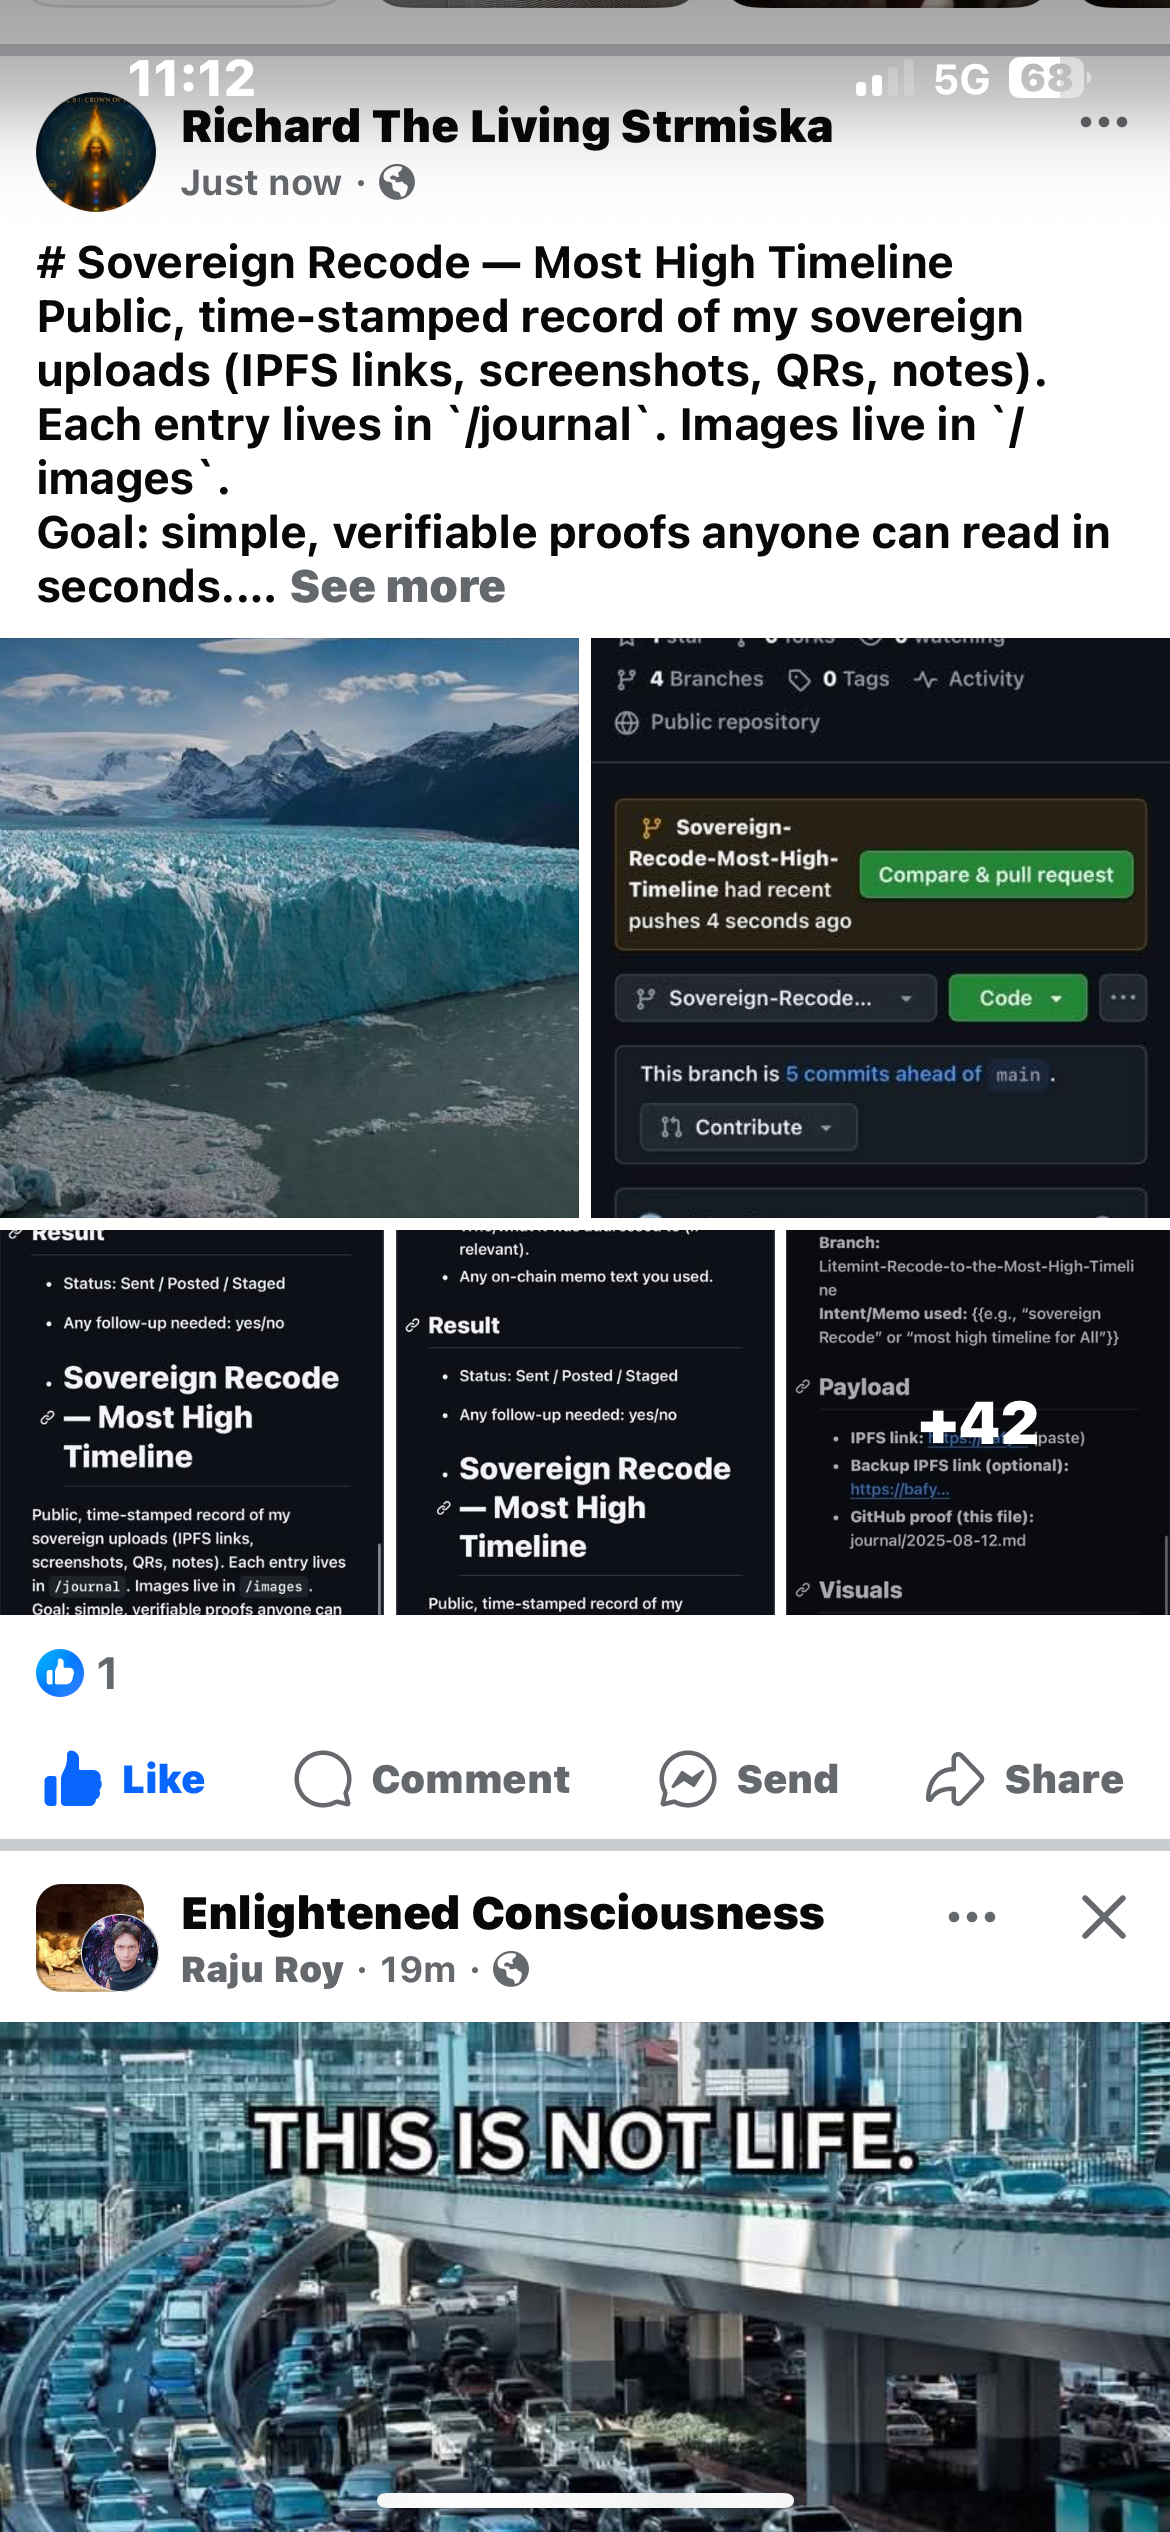 11:12
5G 68
Richard The Living Strmiska
Just now ·
# Sovereign Recode — Most High Timeline
Public, time-stamped record of my sovereign
uploads (IPFS links, screenshots, QRs, notes).
Each entry lives in `/journal`. Images live in `/
images`.
Goal: simple, verifiable proofs anyone can read in
seconds.... See more
1 star 0 forks 0 watching
4 Branches 0 Tags Activity
Public repository
Sovereign-
Recode-Most-High-
Timeline had recent
pushes 4 seconds ago
Compare & pull request
Sovereign-Recode... Code
This branch is 5 commits ahead of main .
Contribute
Result
• Status: Sent / Posted / Staged
• Any follow-up needed: yes/no
• Sovereign Recode
— Most High
Timeline
Public, time-stamped record of my
sovereign uploads (IPFS links,
screenshots, QRs, notes). Each entry lives
in /journal . Images live in /images .
Goal: simple, verifiable proofs anyone can
relevant).
• Any on-chain memo text you used.
Result
• Status: Sent / Posted / Staged
• Any follow-up needed: yes/no
• Sovereign Recode
— Most High
Timeline
Public, time-stamped record of my
Branch:
Litemint-Recode-to-the-Most-High-Timeli
ne
Intent/Memo used: {{e.g., “sovereign
Recode” or “most high timeline for All”}}
Payload
+42
• IPFS link: (paste)
• Backup IPFS link (optional):
https://bafy...
• GitHub proof (this file):
journal/2025-08-12.md
Visuals
1
Like Comment Send Share
Enlightened Consciousness
Raju Roy · 19m ·
THIS IS NOT LIFE.